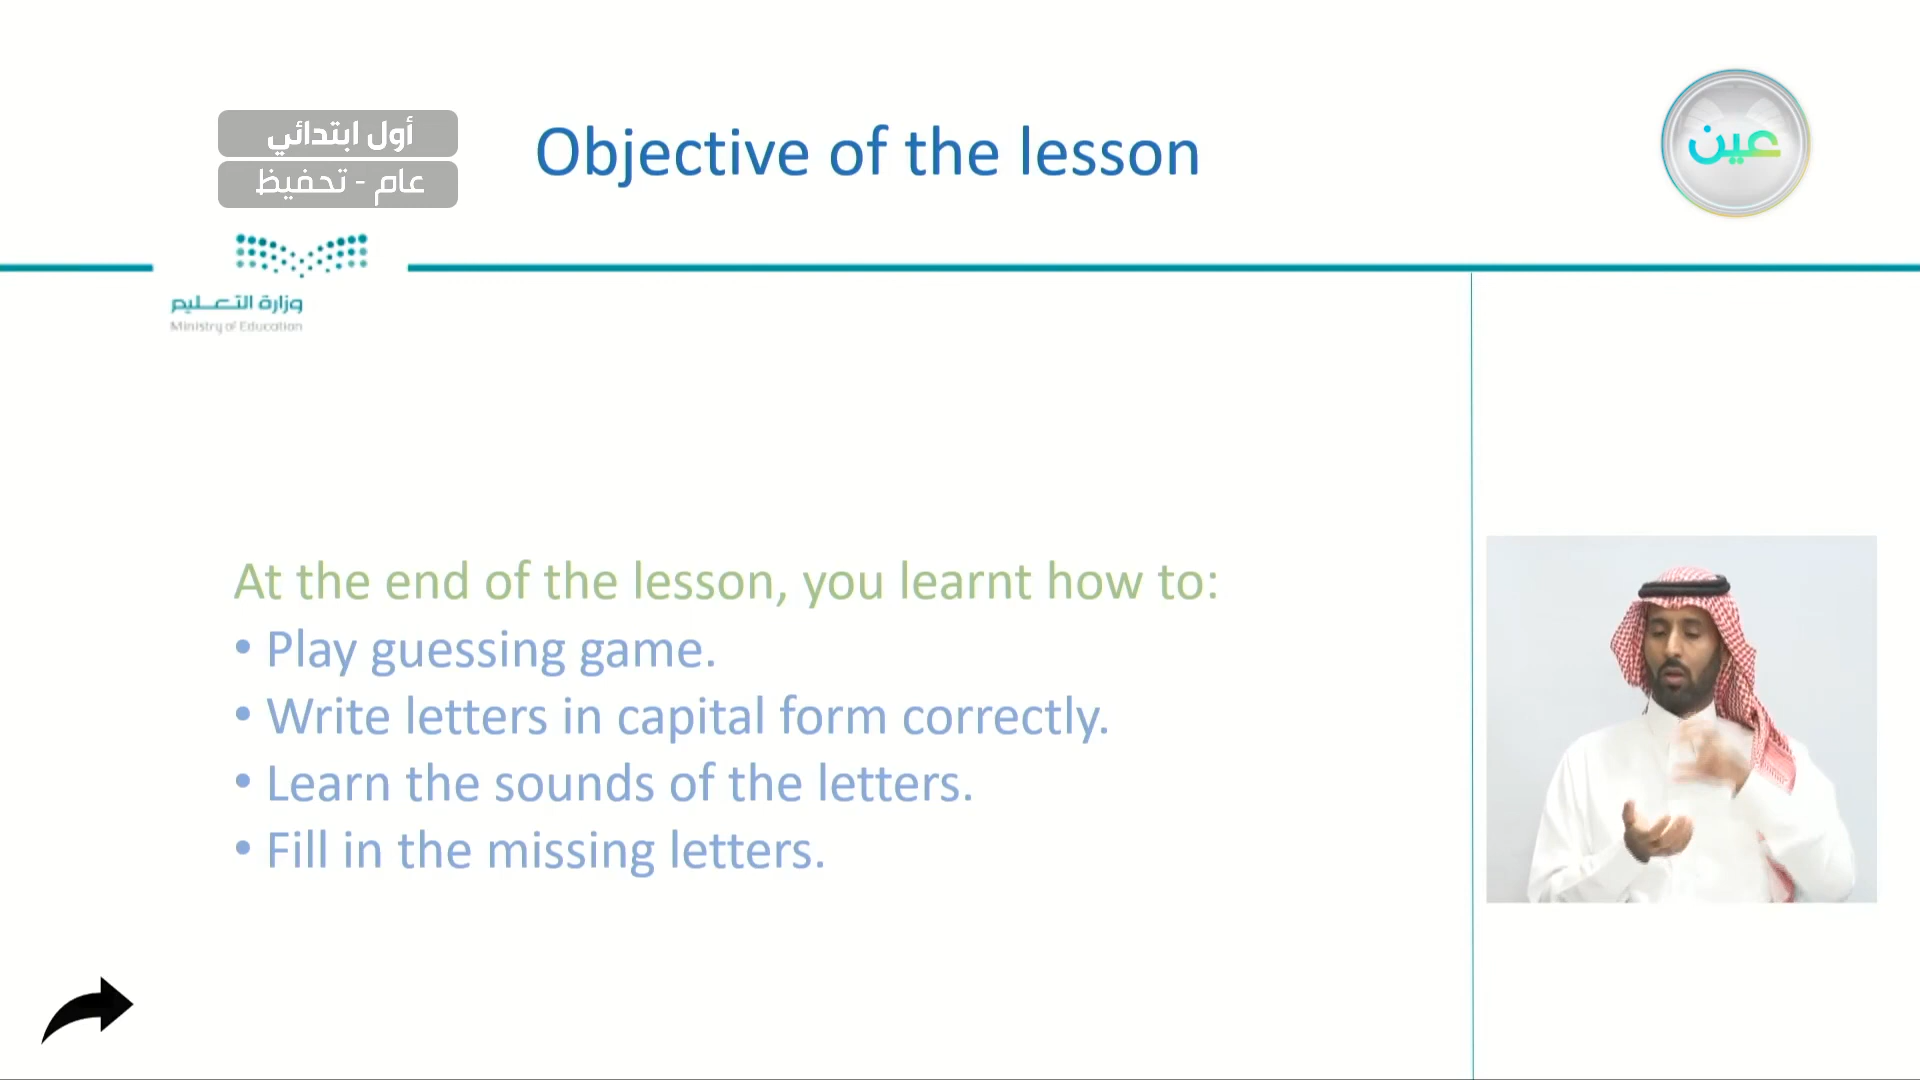 أول ابتدائي
عام - تحفيظ
Objective of the lesson
عين
وزارة التعليم
Ministry of Education
At the end of the lesson, you learnt how to:
• Play guessing game.
• Write letters in capital form correctly.
• Learn the sounds of the letters.
• Fill in the missing letters.